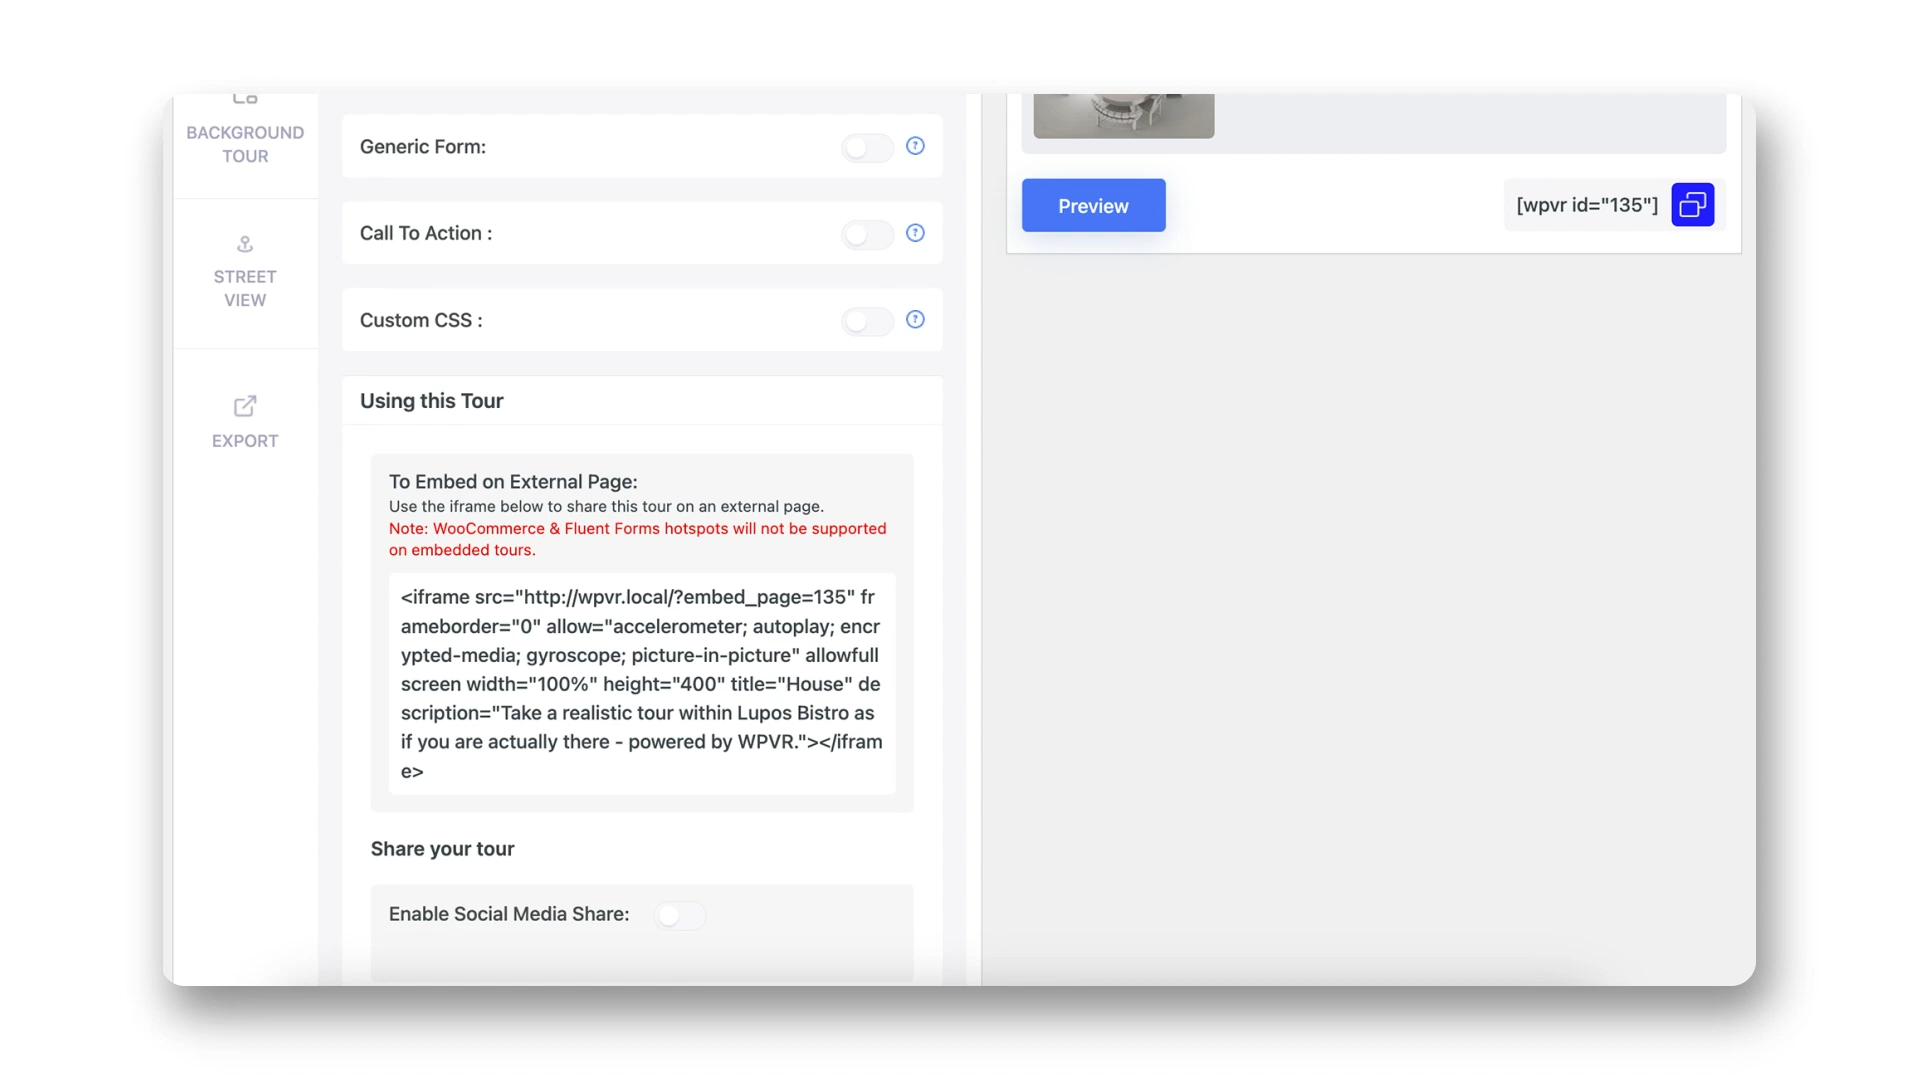 BACKGROUND
TOUR
STREET
VIEW
EXPORT
Generic Form:
?
Call To Action :
?
Custom CSS :
?
Using this Tour
To Embed on External Page:
Use the iframe below to share this tour on an external page.
Note: WooCommerce & Fluent Forms hotspots will not be supported
on embedded tours.
<iframe src="http://wpvr.local/?embed_page=135" fr
ameborder="0" allow="accelerometer; autoplay; encr
ypted-media; gyroscope; picture-in-picture" allowfull
screen width="100%" height="400" title="House" de
scription="Take a realistic tour within Lupos Bistro as
if you are actually there - powered by WPVR."></ifram
e>
Share your tour
Enable Social Media Share:
Preview
[wpvr id="135"]